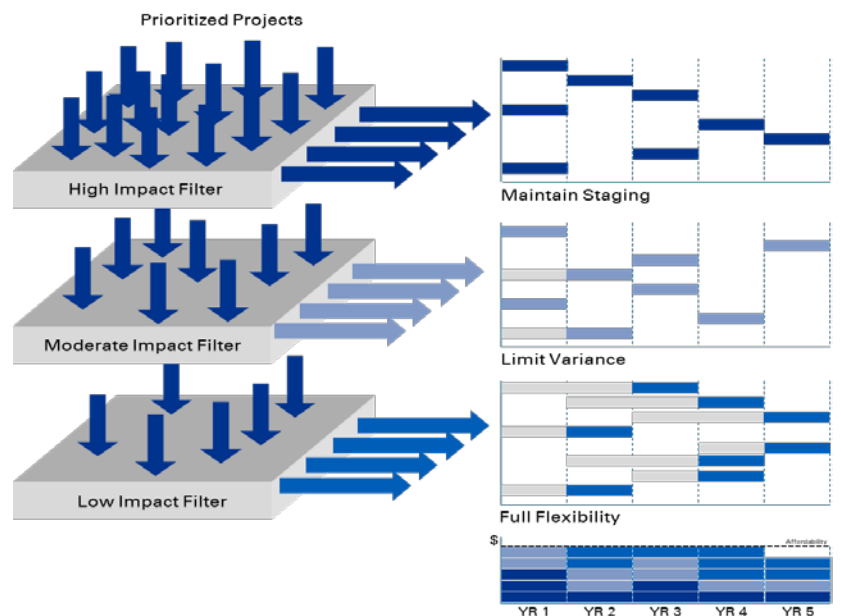 Prioritized Projects
High Impact Filter
Maintain Staging
Moderate Impact Filter
Limit Variance
Low Impact Filter
Full Flexibility
$
Affordability
YR 1 YR 2 YR 3 YR 4 YR 5